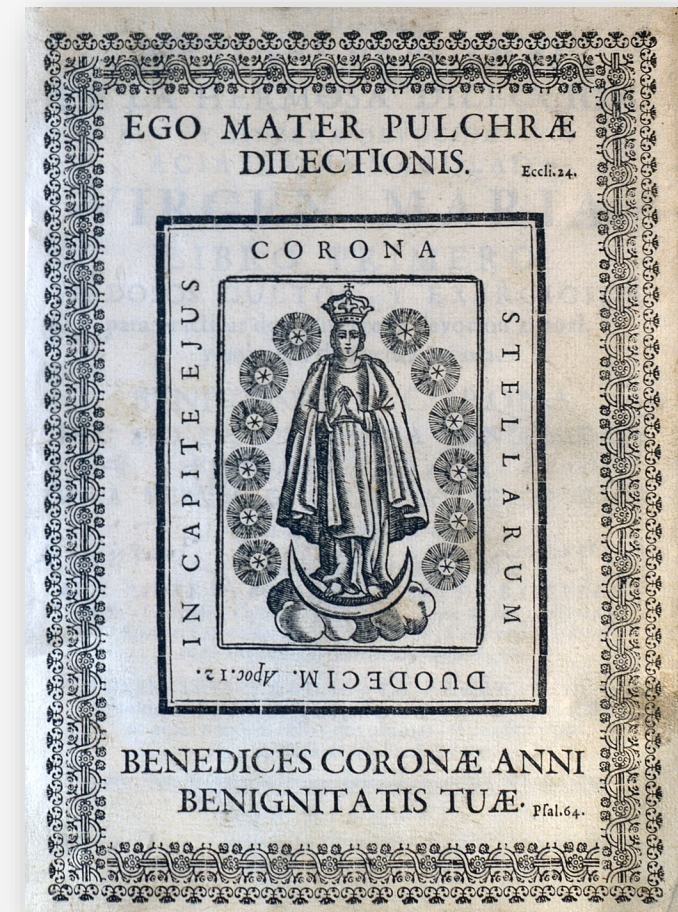 EGO MATER PULCHRÆ
DILECTIONIS. Eccli.24.
IN CAPITE EJUS
CORONA
STELLARUM
DUODECIM. Apoc.12.
BENEDICES CORONÆ ANNI
BENIGNITATIS TUÆ. Psal.64.